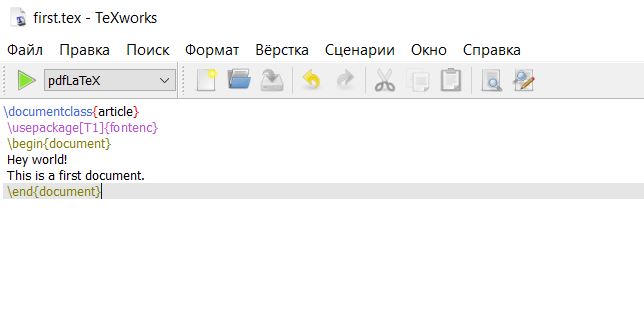 first.tex - TeXworks
Файл Правка Поиск Формат Вёрстка Сценарии Окно Справка
pdfLaTeX
\documentclass{article}
\usepackage[T1]{fontenc}
\begin{document}
Hey world!
This is a first document.
\end{document}